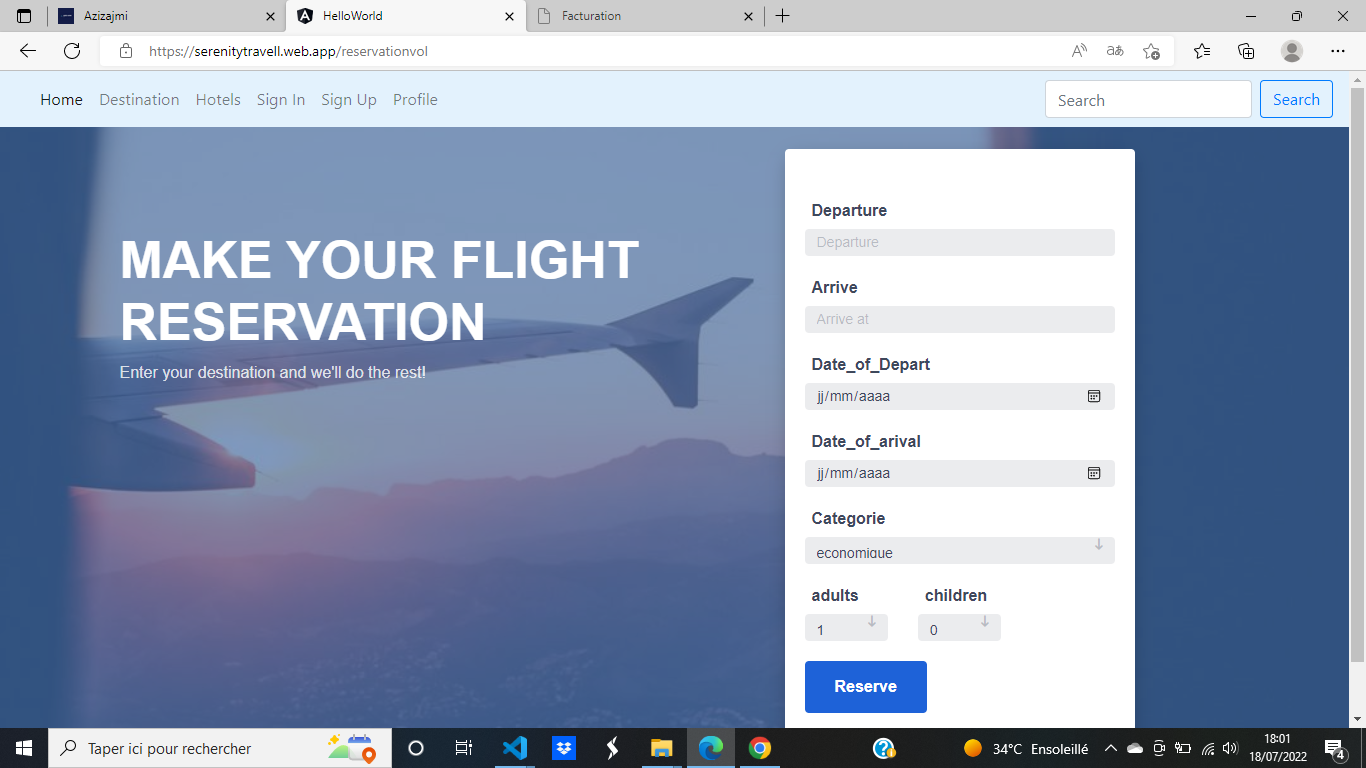 Azizajmi
HelloWorld
Facturation
https://serenitytravell.web.app/reservationvol
Home Destination Hotels Sign In Sign Up Profile Search Search
MAKE YOUR FLIGHT
RESERVATION
Enter your destination and we'll do the rest!
Departure
Departure
Arrive
Arrive at
Date_of_Depart
jj/mm/aaaa
Date_of_arival
jj/mm/aaaa
Categorie
economique
adults children
1 0
Reserve
Taper ici pour rechercher
34°C Ensoleillé
18:01
18/07/2022
4